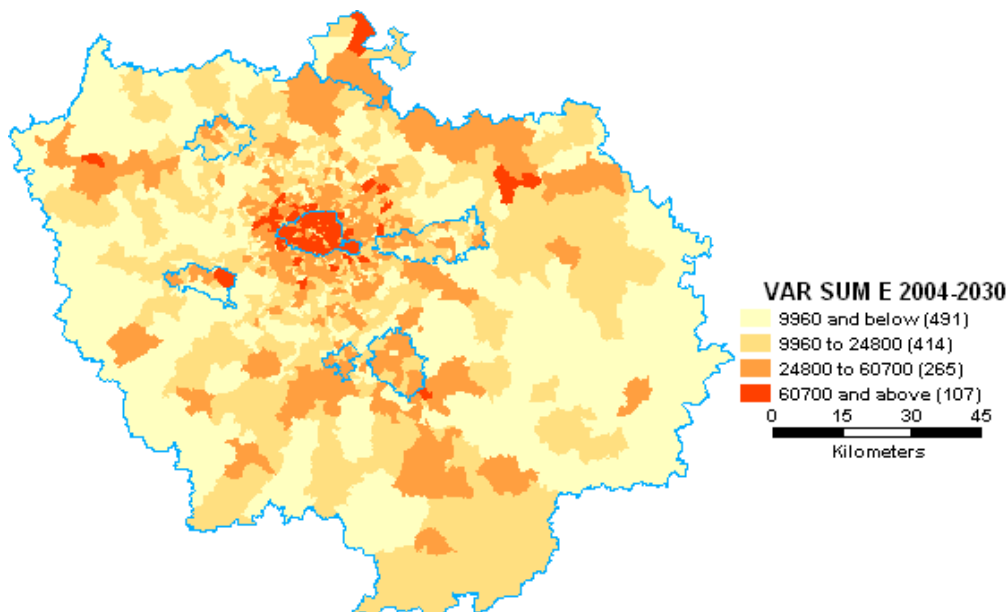 VAR SUM E 2004-2030
9960 and below (491)
9960 to 24800 (414)
24800 to 60700 (265)
60700 and above (107)
0 15 30 45
Kilometers